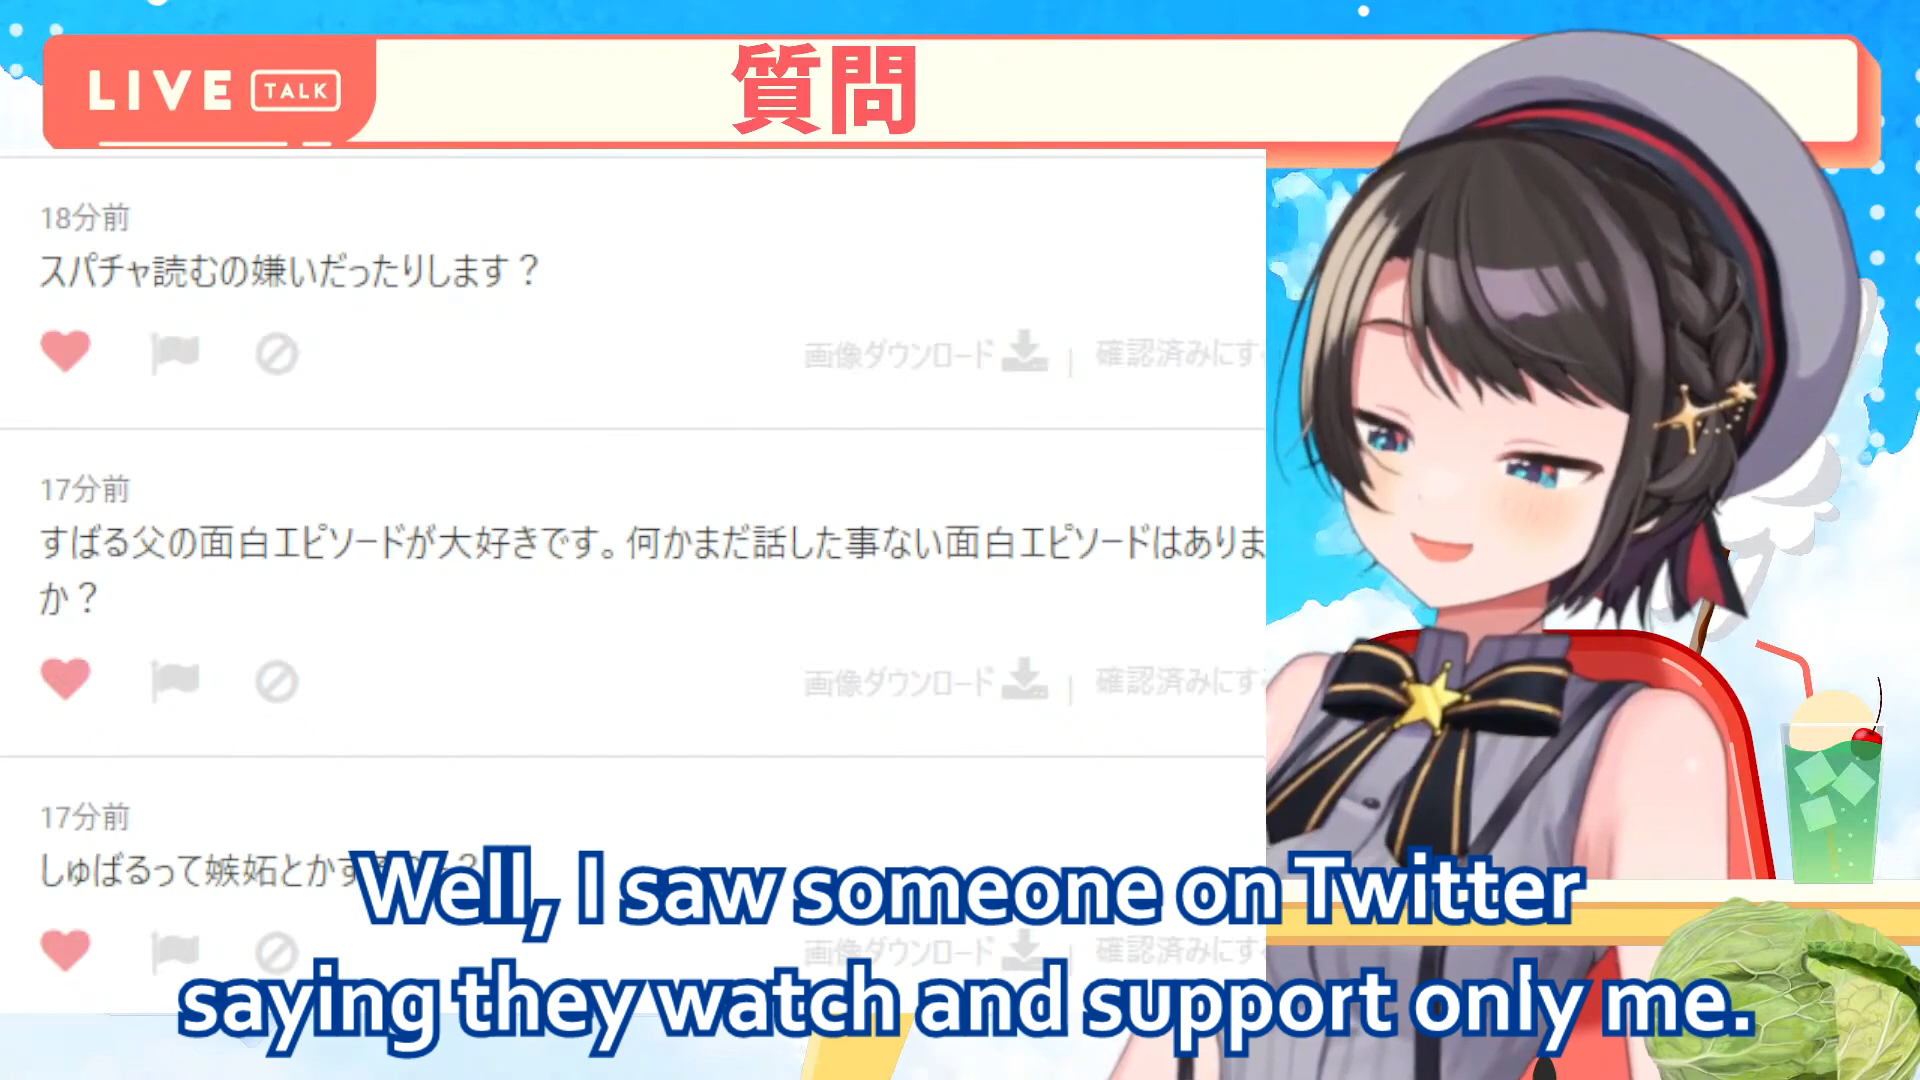 LIVE TALK
質問
18分前
スパチャ読むの嫌いだったりします？
画像ダウンロード | 確認済みにす
17分前
すばる父の面白エピソードが大好きです。何かまだ話した事ない面白エピソードはありま
か？
画像ダウンロード | 確認済みにす
17分前
しゅばるって嫉妬とかす
Well, I saw someone on Twitter
画像ダウンロード | 確認済みにす
saying they watch and support only me.